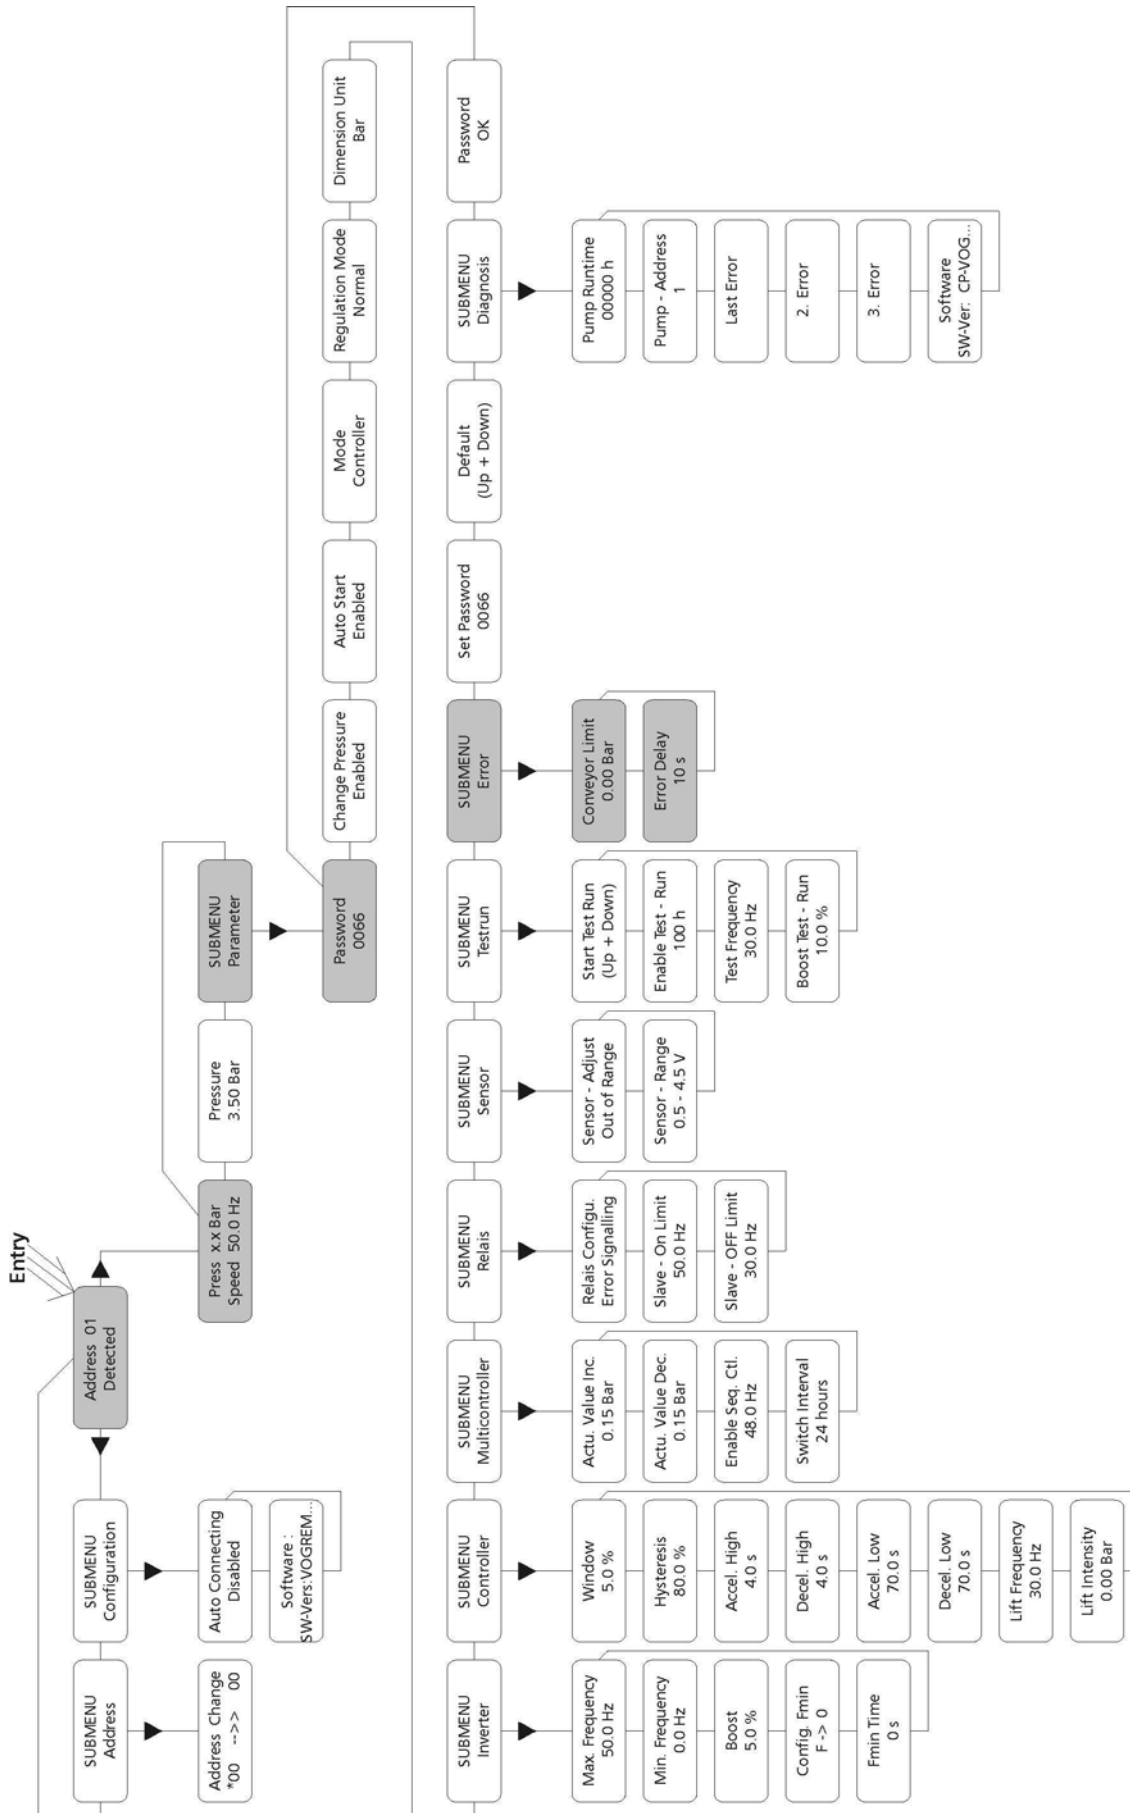 Entry
SUBMENU
Address
SUBMENU
Configuration
Address 01
Detected
Address Change
*00 -->> 00
Auto Connecting
Disabled
Software :
SW-Vers:VOGREM...
Press x.x Bar
Speed 50.0 Hz
Pressure
3.50 Bar
SUBMENU
Parameter
Password
0066
Change Pressure
Enabled
Auto Start
Enabled
Mode
Controller
Regulation Mode
Normal
Dimension Unit
Bar
SUBMENU
Inverter
SUBMENU
Controller
SUBMENU
Multicontroller
SUBMENU
Relais
SUBMENU
Sensor
SUBMENU
Testrun
SUBMENU
Error
Set Password
0066
Default
(Up + Down)
SUBMENU
Diagnosis
Password
OK
Max. Frequency
50.0 Hz
Min. Frequency
0.0 Hz
Boost
5.0 %
Config. Fmin
F -> 0
Fmin Time
0 s
Window
5.0 %
Hysteresis
80.0 %
Accel. High
4.0 s
Decel. High
4.0 s
Accel. Low
70.0 s
Decel. Low
70.0 s
Lift Frequency
30.0 Hz
Lift Intensity
0.00 Bar
Actu. Value Inc.
0.15 Bar
Actu. Value Dec.
0.15 Bar
Enable Seq. Ctl.
48.0 Hz
Switch Interval
24 hours
Relais Configu.
Error Signalling
Slave - On Limit
50.0 Hz
Slave - OFF Limit
30.0 Hz
Sensor - Adjust
Out of Range
Sensor - Range
0.5 - 4.5 V
Start Test Run
(Up + Down)
Enable Test - Run
100 h
Test Frequency
30.0 Hz
Boost Test - Run
10.0 %
Conveyor Limit
0.00 Bar
Error Delay
10 s
Pump Runtime
00000 h
Pump - Address
1
Last Error
2. Error
3. Error
Software
SW-Ver: CP-VOG...